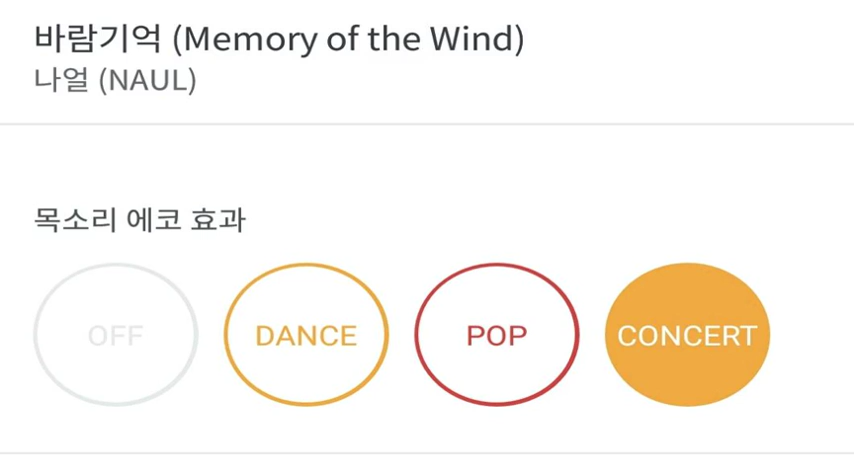 바람기억 (Memory of the Wind)
나얼 (NAUL)
목소리 에코 효과
OFF DANCE POP CONCERT